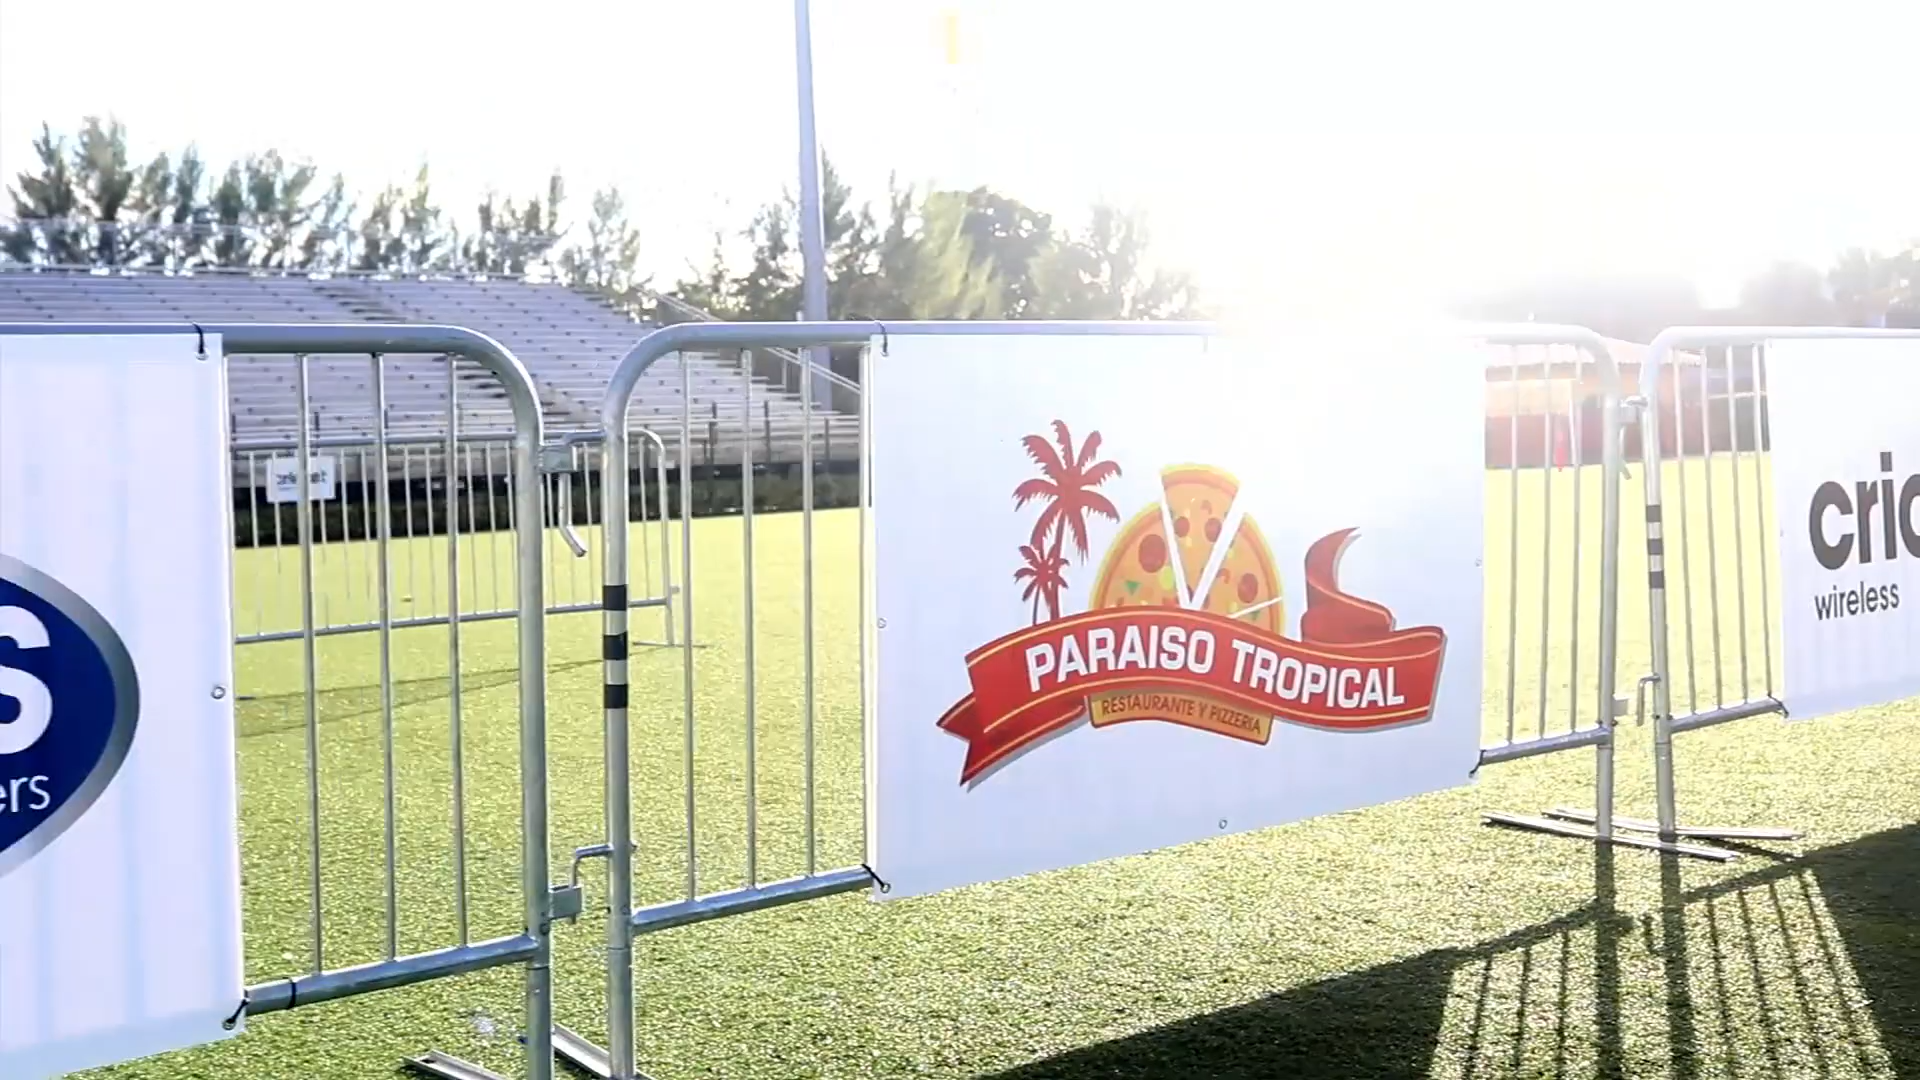 S
ers
PARAISO TROPICAL
RESTAURANTE Y PIZZERIA
cric
wireless